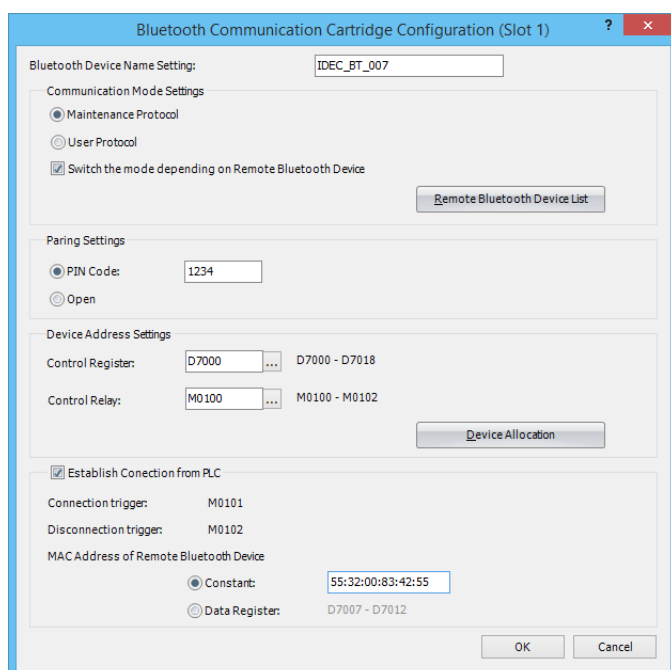 Bluetooth Communication Cartridge Configuration (Slot 1) ? ×
Bluetooth Device Name Setting: IDEC_BT_007
Communication Mode Settings
Maintenance Protocol
User Protocol
Switch the mode depending on Remote Bluetooth Device
Remote Bluetooth Device List
Paring Settings
PIN Code: 1234
Open
Device Address Settings
Control Register: D7000 ... D7000 - D7018
Control Relay: M0100 ... M0100 - M0102
Device Allocation
Establish Conection from PLC
Connection trigger: M0101
Disconnection trigger: M0102
MAC Address of Remote Bluetooth Device
Constant: 55:32:00:83:42:55
Data Register: D7007 - D7012
OK Cancel